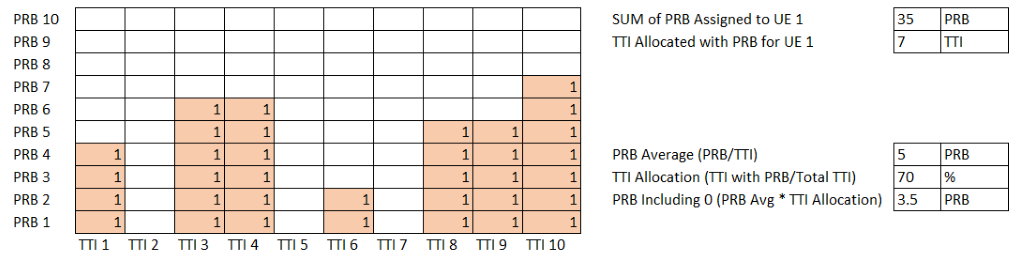 PRB 10 SUM of PRB Assigned to UE 1 35 PRB
PRB 9 TTI Allocated with PRB for UE 1 7 TTI
PRB 8
PRB 7 1
PRB 6 1 1 1
PRB 5 1 1 1 1 1
PRB 4 1 1 1 1 1 1 PRB Average (PRB/TTI) 5 PRB
PRB 3 1 1 1 1 1 1 TTI Allocation (TTI with PRB/Total TTI) 70 %
PRB 2 1 1 1 1 1 1 1 PRB Including 0 (PRB Avg * TTI Allocation) 3.5 PRB
PRB 1 1 1 1 1 1 1 1
TTI 1 TTI 2 TTI 3 TTI 4 TTI 5 TTI 6 TTI 7 TTI 8 TTI 9 TTI 10